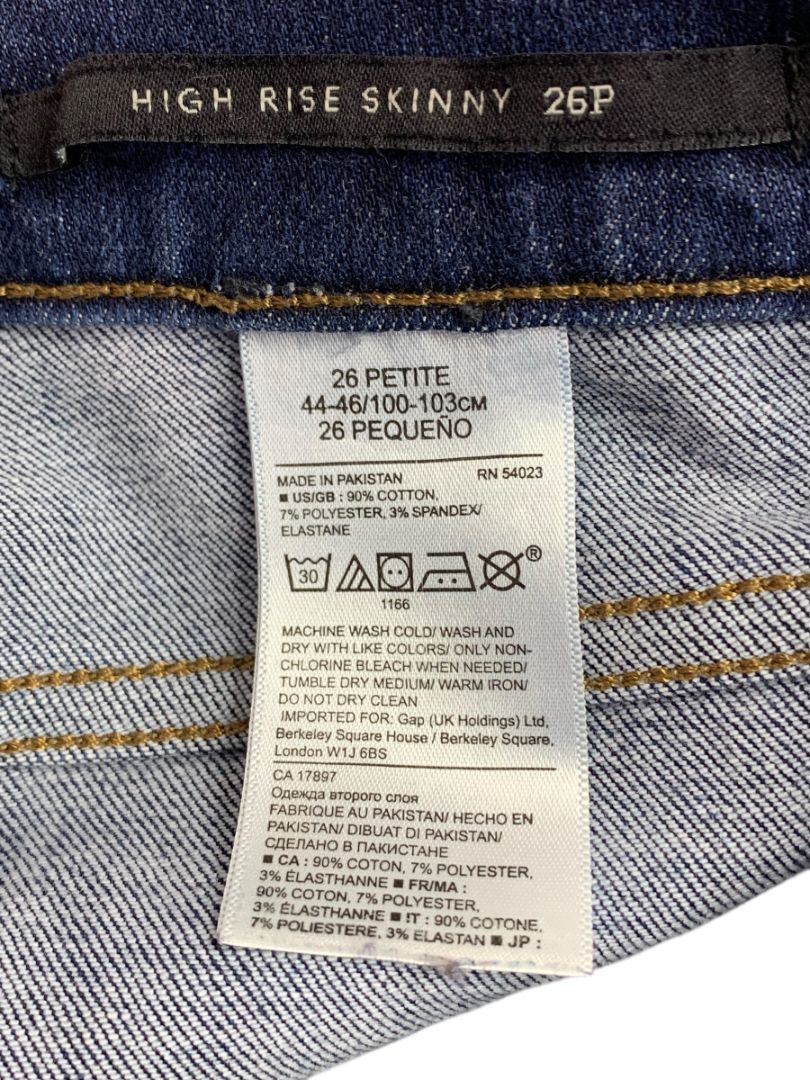 HIGH RISE SKINNY 26P
26 PETITE
44-46/100-103CM
26 PEQUEÑO
MADE IN PAKISTAN RN 54023
■ US/GB : 90% COTTON,
7% POLYESTER, 3% SPANDEX/
ELASTANE
30
®
1166
MACHINE WASH COLD/ WASH AND
DRY WITH LIKE COLORS/ ONLY NON-
CHLORINE BLEACH WHEN NEEDED/
TUMBLE DRY MEDIUM/ WARM IRON/
DO NOT DRY CLEAN
IMPORTED FOR: Gap (UK Holdings) Ltd,
Berkeley Square House / Berkeley Square,
London W1J 6BS
CA 17897
Одежда второго слоя
FABRIQUE AU PAKISTAN/ HECHO EN
PAKISTAN/ DIBUAT DI PAKISTAN/
СДЕЛАНО В ПАКИСТАНЕ
■ CA : 90% COTON, 7% POLYESTER,
3% ÉLASTHANNE ■ FR/MA :
90% COTON, 7% POLYESTER,
3% ÉLASTHANNE ■ IT : 90% COTONE,
7% POLIESTERE, 3% ELASTAN ■ JP :